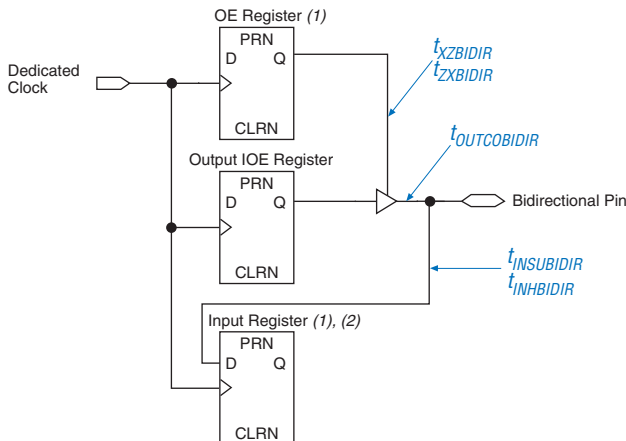 OE Register (1)
PRN
D Q
CLRN
Dedicated
Clock
tXZBIDIR
tZXBIDIR
tOUTCOBIDIR
Output IOE Register
PRN
D Q
CLRN
Bidirectional Pin
tINSUBIDIR
tINHBIDIR
Input Register (1), (2)
PRN
D Q
CLRN